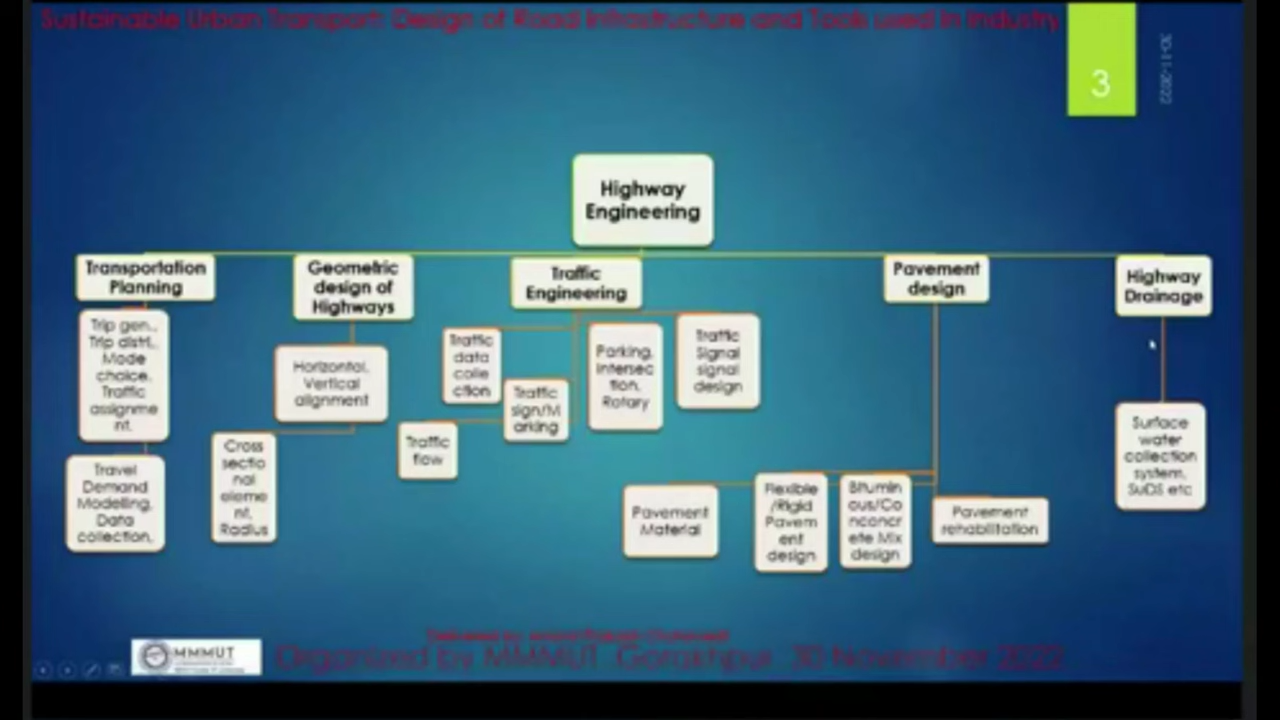 Sustainable Urban Transport: Design of Road Infrastructure and Tools used in Industry
3
30-11-2022
Highway
Engineering
Transportation
Planning
Trip gen.,
Trip distri.,
Mode
choice,
Traffic
assignme
nt,
Travel
Demand
Modelling,
Data
collection,
Geometric
design of
Highways
Horizontal,
Vertical
alignment
Cross
sectio
nal
eleme
nt,
Radius
Traffic
Engineering
Traffic
data
colle
ction
Traffic
sign/M
arking
Traffic
flow
Parking,
Intersec
tion,
Rotary
Traffic
Signal
signal
design
Pavement
design
Pavement
Material
Flexible
/Rigid
Pavem
ent
design
Bitumin
ous/Co
nconcr
ete Mix
design
Pavement
rehabilitation
Highway
Drainage
Surface
water
collection
system,
SuDS etc
Delivered by
MMMUT
Organized by MMMUT Gorakhpur 30 November 2022